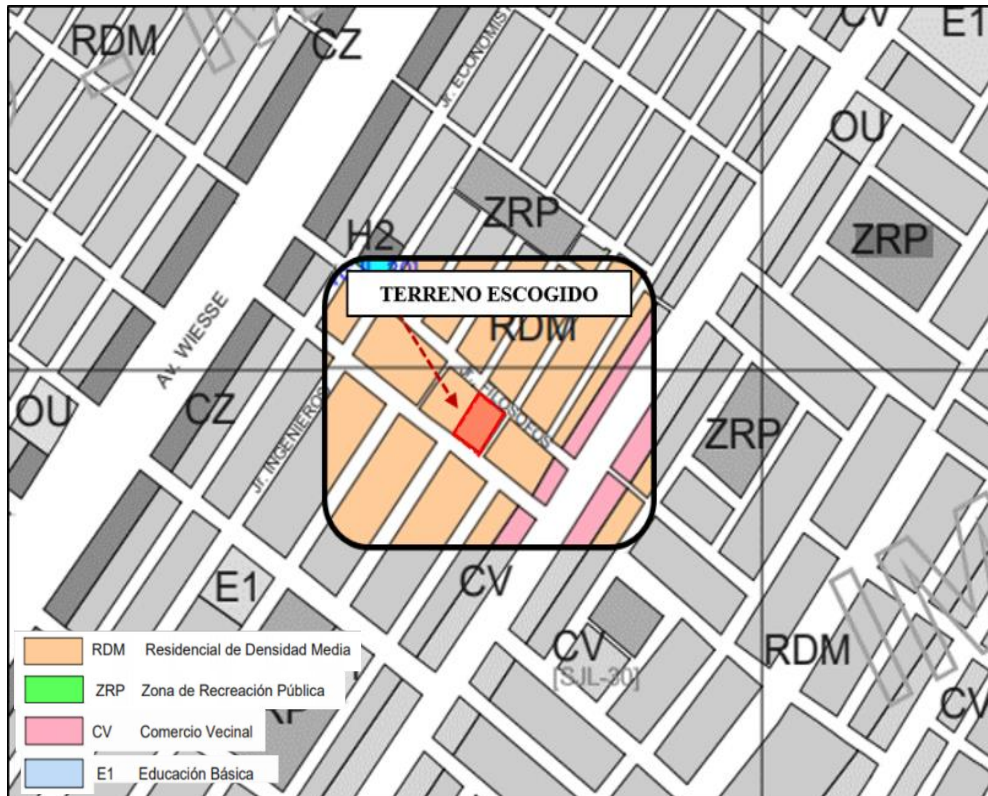 RDM
CZ
Jr. ECONOMIS
CV
E1
OU
ZRP
ZRP
H2
TERRENO ESCOGIDO
RDM
Av. WIESSE
OU
CZ
Jr. INGENIEROS
Jr. FILOSOFOS
ZRP
E1
CV
CV
[SJL-30]
RDM
CV
RDM Residencial de Densidad Media
ZRP Zona de Recreación Pública
CV Comercio Vecinal
E1 Educación Básica